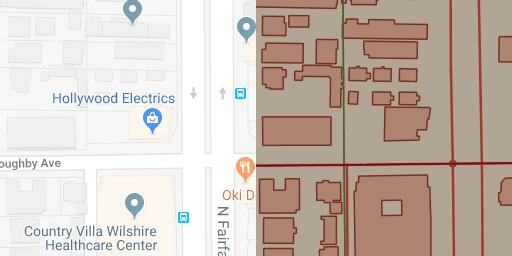 Hollywood Electrics
oughby Ave
Oki D
Country Villa Wilshire
Healthcare Center
N Fairfa